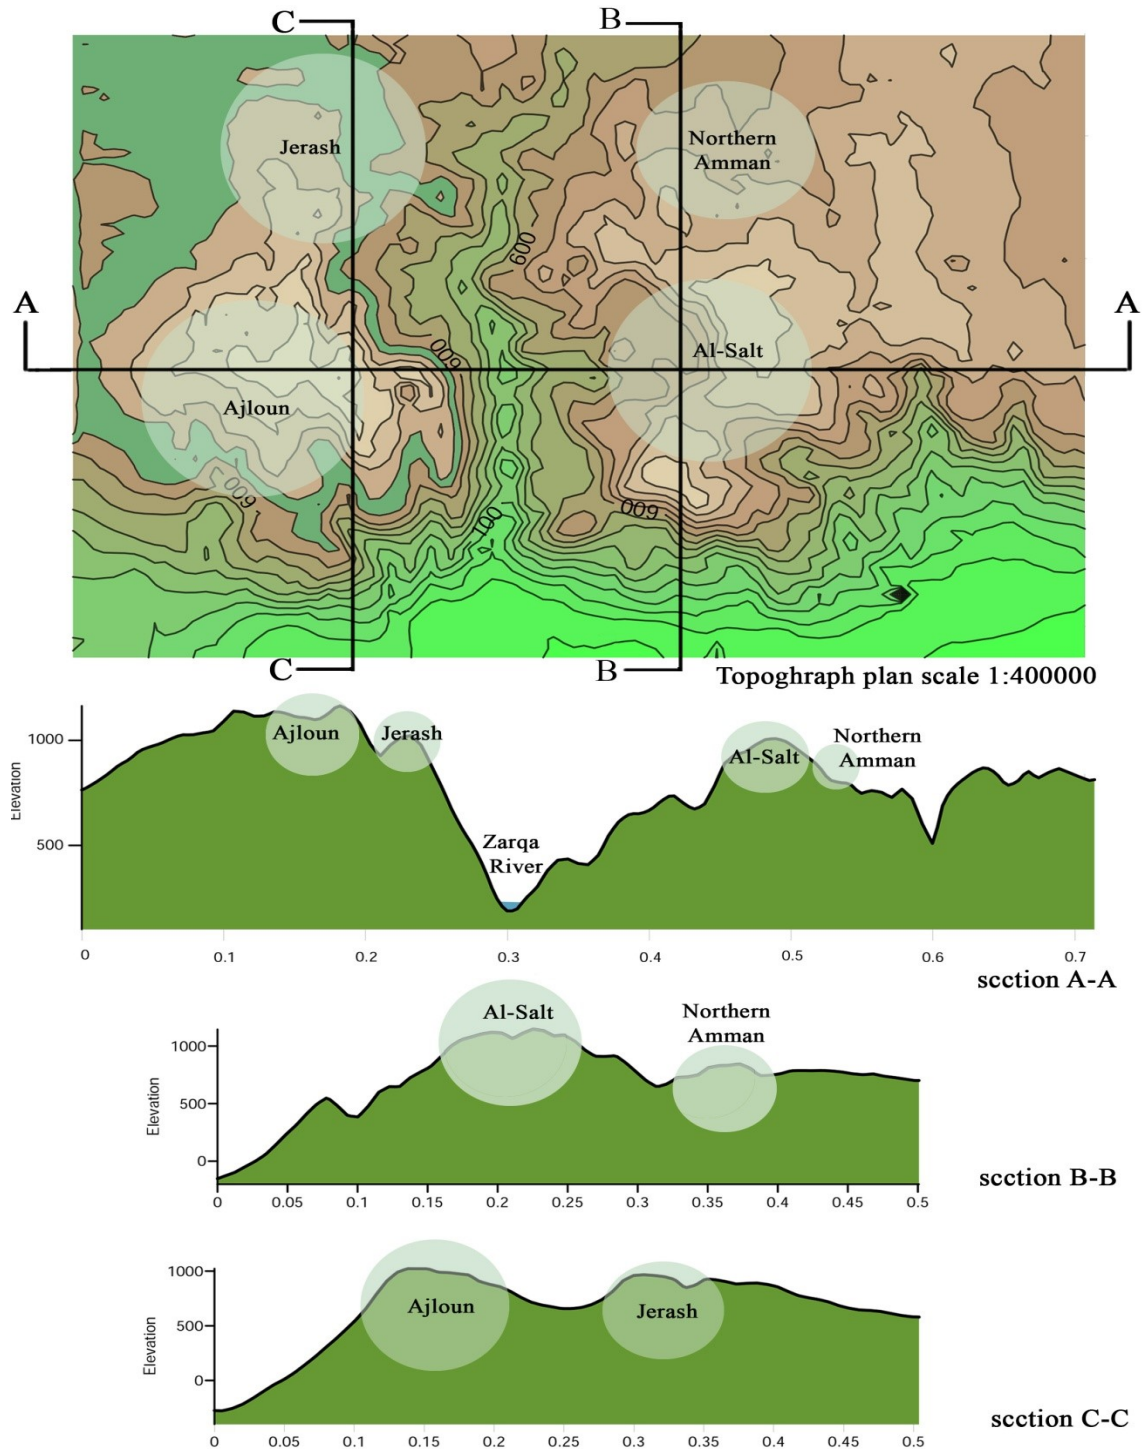 C
B
Jerash
Northern
Amman
600
A
A
600
Al-Salt
Ajloun
600
600
100
C
B
Topoghraph plan scale 1:400000
1000
500
Elevation
Ajloun
Jerash
Al-Salt
Northern
Amman
Zarqa
River
0 0.1 0.2 0.3 0.4 0.5 0.6 0.7
scction A-A
Al-Salt
Northern
Amman
1000
500
0
Elevation
0 0.05 0.1 0.15 0.2 0.25 0.3 0.35 0.4 0.45 0.5
scction B-B
1000
500
0
Elevation
Ajloun
Jerash
0 0.05 0.1 0.15 0.2 0.25 0.3 0.35 0.4 0.45 0.5
scction C-C